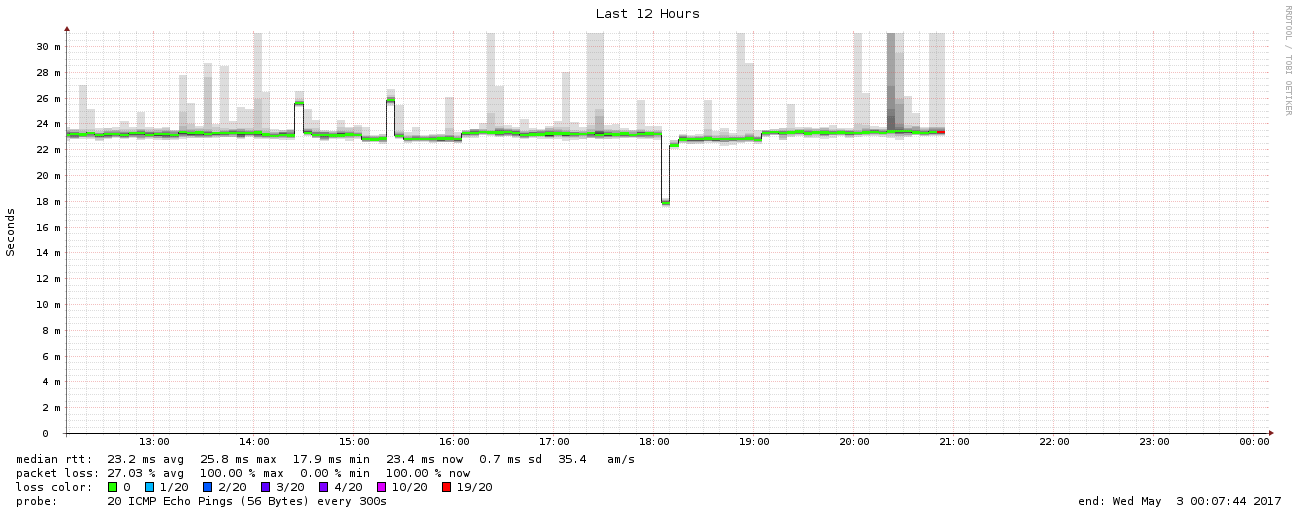 Last 12 Hours
RRDTOOL / TOBI OETIKER
Seconds
30 m
28 m
26 m
24 m
22 m
20 m
18 m
16 m
14 m
12 m
10 m
8 m
6 m
4 m
2 m
0
13:00 14:00 15:00 16:00 17:00 18:00 19:00 20:00 21:00 22:00 23:00 00:00
median rtt: 23.2 ms avg 25.8 ms max 17.9 ms min 23.4 ms now 0.7 ms sd 35.4 am/s
packet loss: 27.03 % avg 100.00 % max 0.00 % min 100.00 % now
loss color: 0 1/20 2/20 3/20 4/20 10/20 19/20
probe: 20 ICMP Echo Pings (56 Bytes) every 300s end: Wed May 3 00:07:44 2017